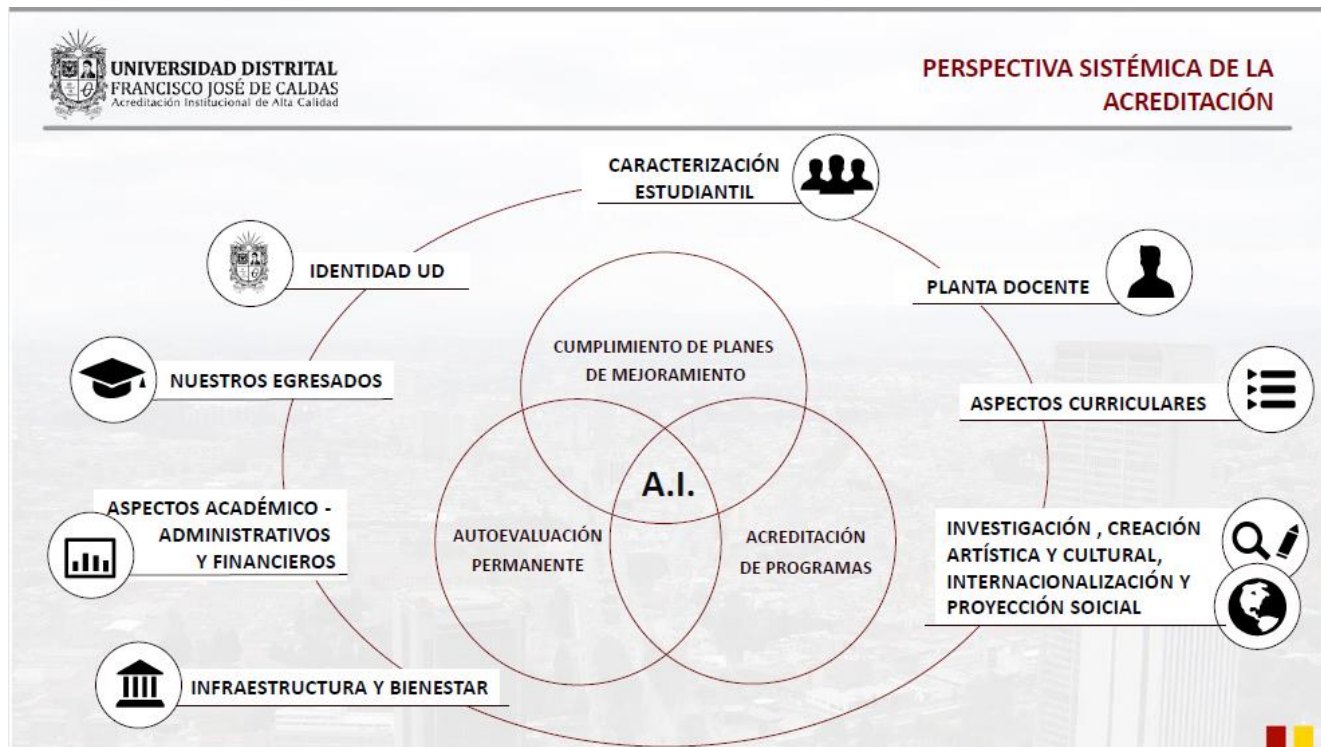 UNIVERSIDAD DISTRITAL
FRANCISCO JOSÉ DE CALDAS
Acreditación Institucional de Alta Calidad
PERSPECTIVA SISTÉMICA DE LA
ACREDITACIÓN
CARACTERIZACIÓN
ESTUDIANTIL
IDENTIDAD UD
PLANTA DOCENTE
NUESTROS EGRESADOS
CUMPLIMIENTO DE PLANES
DE MEJORAMIENTO
ASPECTOS CURRICULARES
A.I.
ASPECTOS ACADÉMICO -
ADMINISTRATIVOS
Y FINANCIEROS
AUTOEVALUACIÓN
PERMANENTE
ACREDITACIÓN
DE PROGRAMAS
INVESTIGACIÓN , CREACIÓN
ARTÍSTICA Y CULTURAL,
INTERNACIONALIZACIÓN Y
PROYECCIÓN SOICIAL
INFRAESTRUCTURA Y BIENESTAR